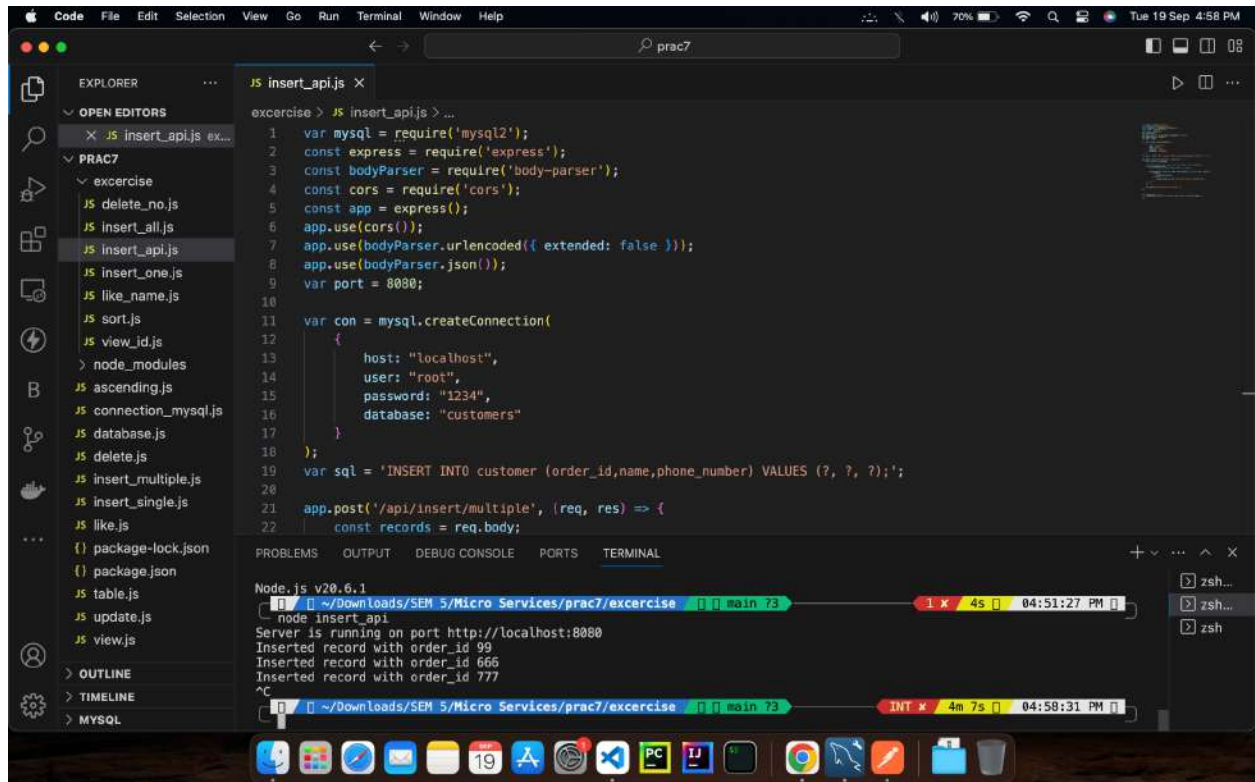 Code File Edit Selection View Go Run Terminal Window Help 70% Tue 19 Sep 4:58 PM
prac7
EXPLORER
OPEN EDITORS
JS insert_api.js ex...
PRAC7
excercise
JS delete_no.js
JS insert_all.js
JS insert_api.js
JS insert_one.js
JS like_name.js
JS sort.js
JS view_id.js
node_modules
JS ascending.js
JS connection_mysql.js
JS database.js
JS delete.js
JS insert_multiple.js
JS insert_single.js
JS like.js
{} package-lock.json
{} package.json
JS table.js
JS update.js
JS view.js
OUTLINE
TIMELINE
MYSQL
JS insert_api.js
excercise > JS insert_api.js > ...
1 var mysql = require('mysql2');
2 const express = require('express');
3 const bodyParser = require('body-parser');
4 const cors = require('cors');
5 const app = express();
6 app.use(cors());
7 app.use(bodyParser.urlencoded({ extended: false }));
8 app.use(bodyParser.json());
9 var port = 8080;
10
11 var con = mysql.createConnection(
12 {
13 host: "localhost",
14 user: "root",
15 password: "1234",
16 database: "customers"
17 }
18 );
19 var sql = 'INSERT INTO customer (order_id,name,phone_number) VALUES (?, ?, ?);';
20
21 app.post('/api/insert/multiple', (req, res) => {
22 const records = req.body;
PROBLEMS OUTPUT DEBUG CONSOLE PORTS TERMINAL
Node.js v20.6.1
~/Downloads/SEM 5/Micro Services/prac7/excercise main ?3 1 x 4s 04:51:27 PM
node insert_api
Server is running on port http://localhost:8080
Inserted record with order_id 99
Inserted record with order_id 666
Inserted record with order_id 777
^C
~/Downloads/SEM 5/Micro Services/prac7/excercise main ?3 INT x 4m 7s 04:58:31 PM
zsh...
zsh...
zsh
SEP
19
PC
IJ